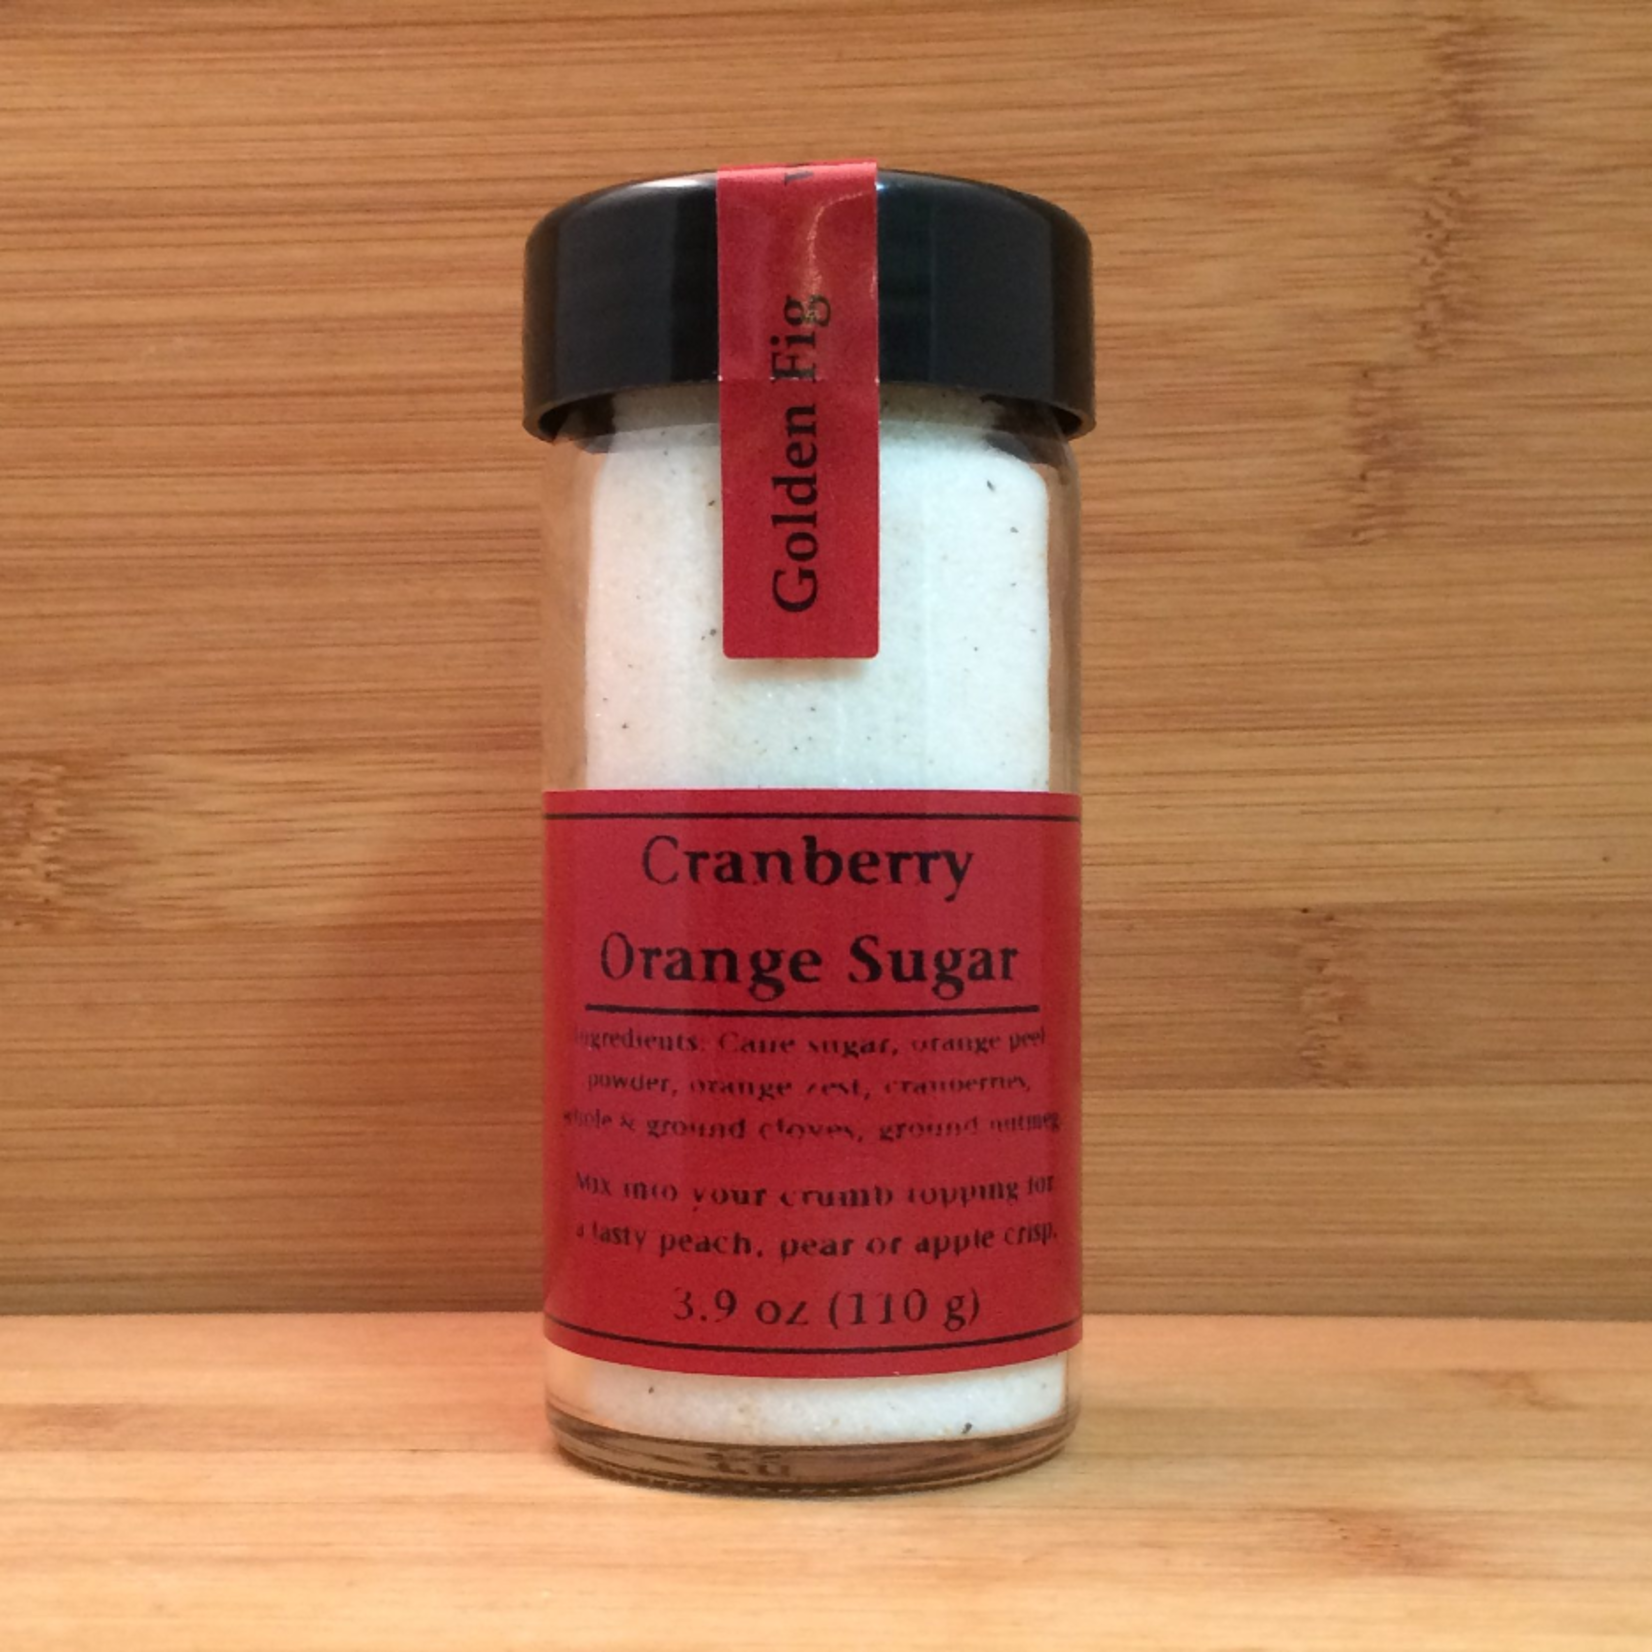 Golden Fig
Cranberry
Orange Sugar
Ingredients: Cane sugar, orange peel
powder, orange zest, cranberries,
whole & ground cloves, ground nutmeg.
Mix into your crumb topping for
a tasty peach, pear or apple crisp.
3.9 oz (110 g)